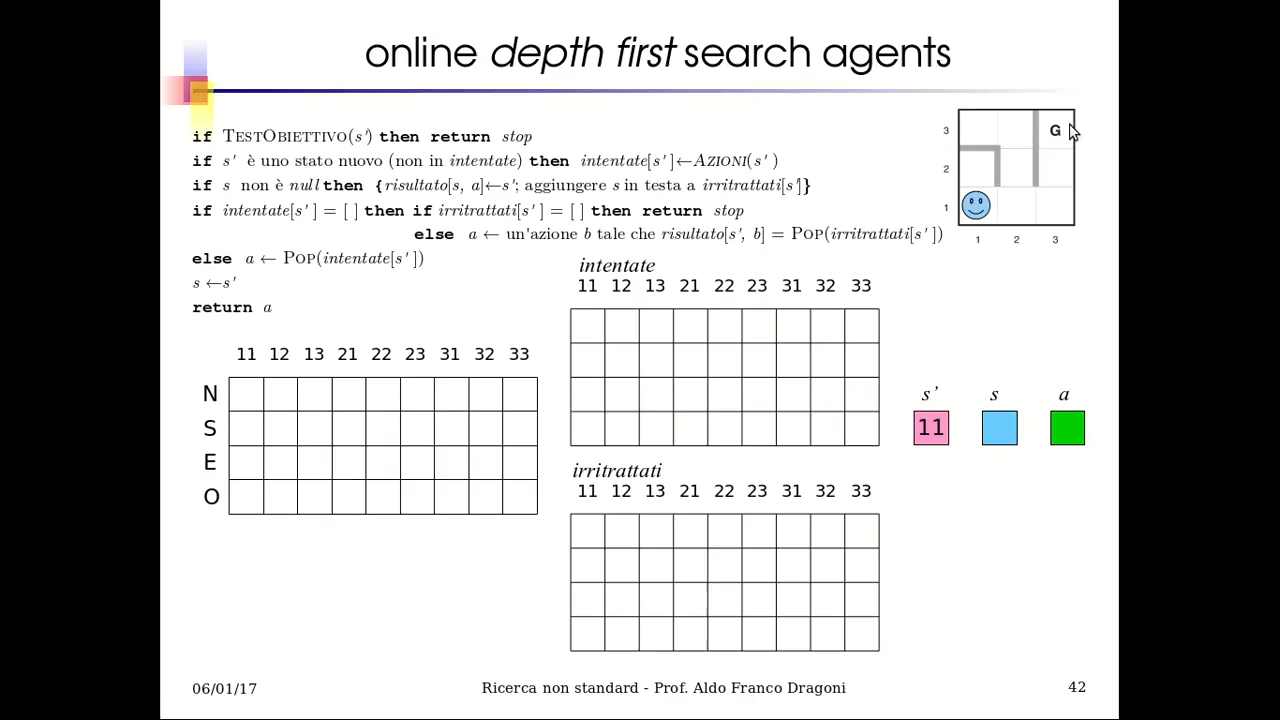 online depth first search agents
if TESTOBIETTIVO(s') then return stop
if s' è uno stato nuovo (non in intentate) then intentate[s']←AZIONI(s' )
if s non è null then {risultato[s, a]←s'; aggiungere s in testa a irritrattati[s']}
if intentate[s' ] = [ ] then if irritrattati[s' ] = [ ] then return stop
else a ← un'azione b tale che risultato[s', b] = POP(irritrattati[s' ])
else a ← POP(intentate[s' ])
s ←s'
return a
3
G
2
1
1 2 3
intentate
11 12 13 21 22 23 31 32 33
11 12 13 21 22 23 31 32 33
N
S
E
O
s’ s a
11
irritrattati
11 12 13 21 22 23 31 32 33
06/01/17
Ricerca non standard - Prof. Aldo Franco Dragoni
42